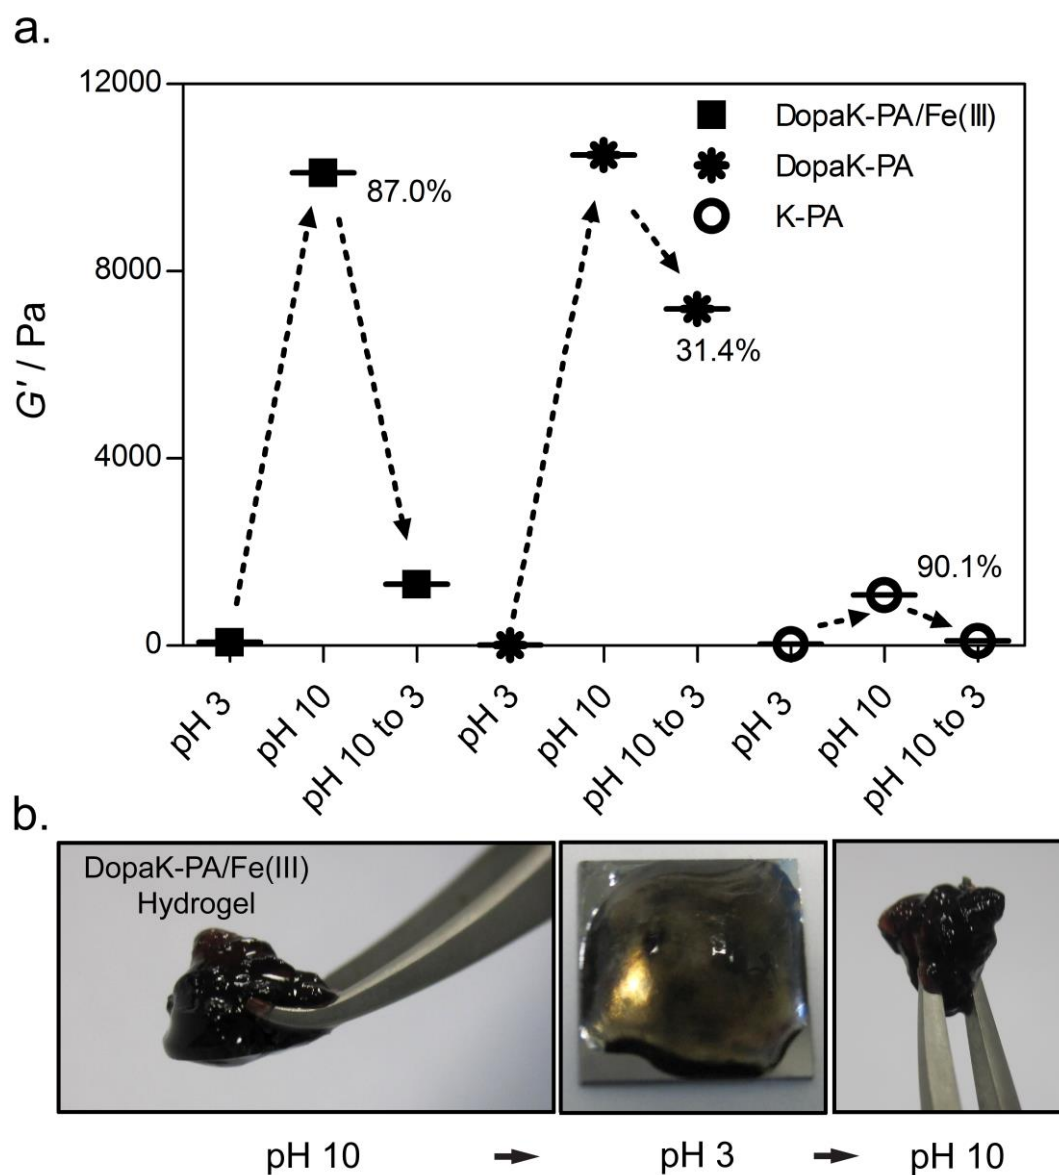 a.
12000
8000
4000
0
G' / Pa
DopaK-PA/Fe(III)
DopaK-PA
K-PA
87.0%
31.4%
90.1%
pH 3
pH 10
pH 10 to 3
pH 3
pH 10
pH 10 to 3
pH 3
pH 10
pH 10 to 3
b.
DopaK-PA/Fe(III)
Hydrogel
pH 10 → pH 3 → pH 10